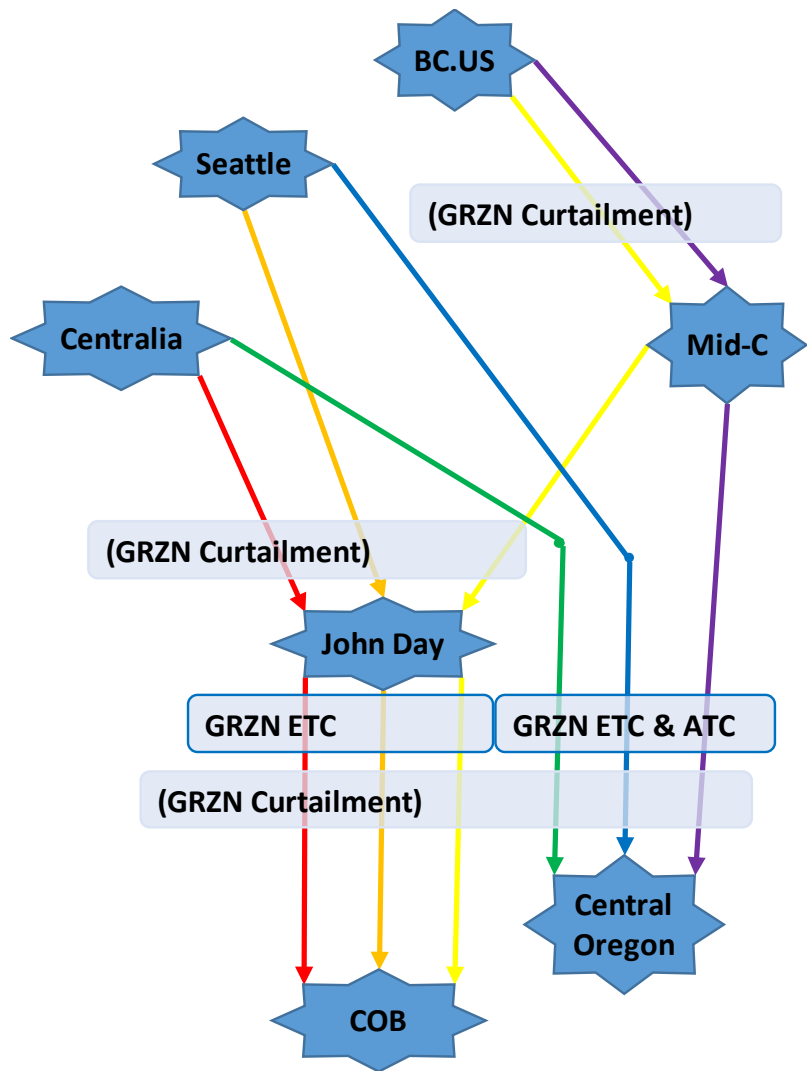 BC.US
Seattle
(GRZN Curtailment)
Centralia
Mid-C
(GRZN Curtailment)
John Day
GRZN ETC
GRZN ETC & ATC
(GRZN Curtailment)
Central
Oregon
COB